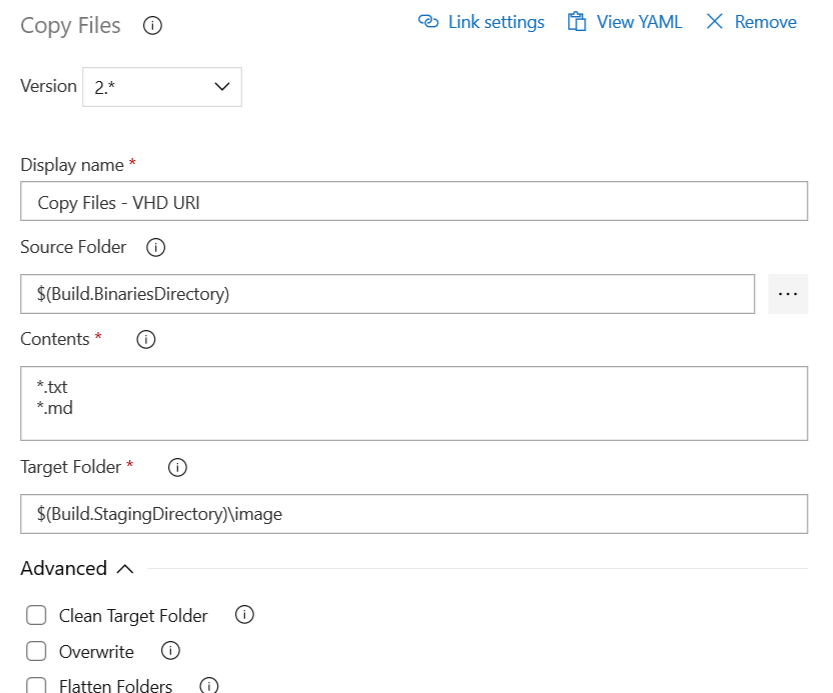 Copy Files
Link settings
View YAML
Remove
Version 2.*
Display name *
Copy Files - VHD URI
Source Folder
$(Build.BinariesDirectory)
...
Contents *
*.txt
*.md
Target Folder *
$(Build.StagingDirectory)\image
Advanced
Clean Target Folder
Overwrite
Flatten Folders